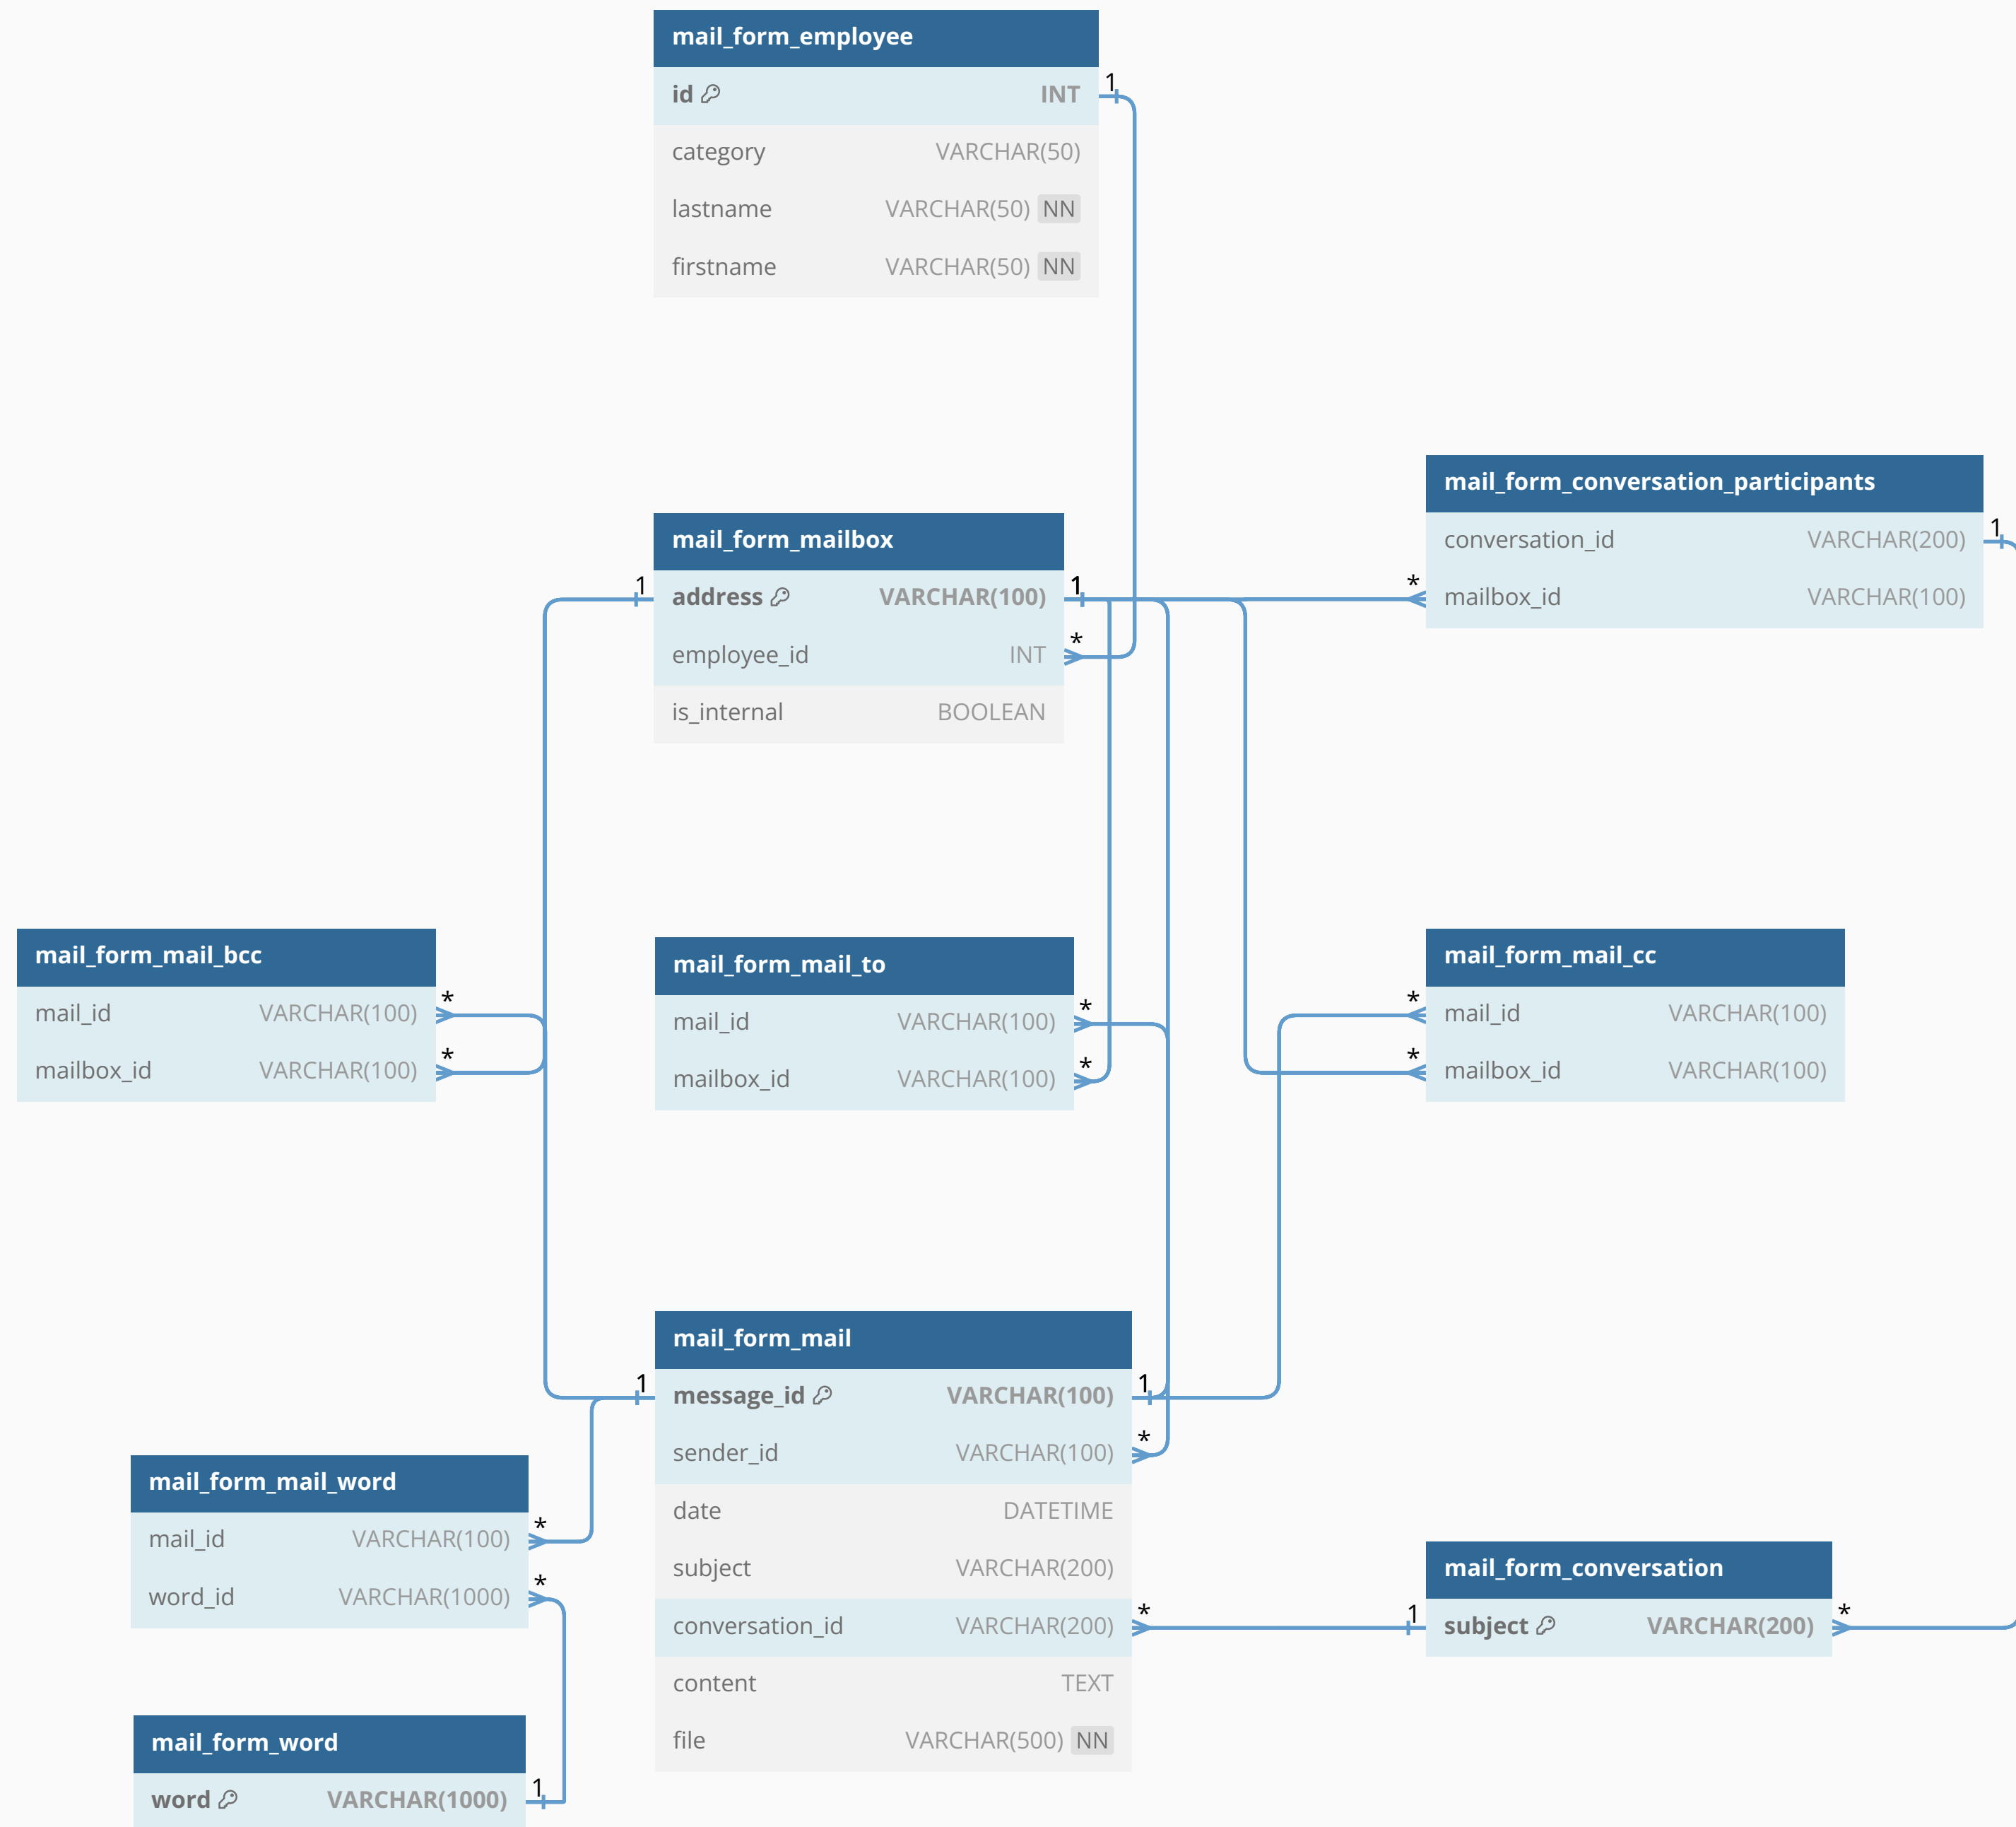 mail_form_employee
1
id INT
category VARCHAR(50)
lastname VARCHAR(50) NN
firstname VARCHAR(50) NN
mail_form_conversation_participants
conversation_id VARCHAR(200)
1
*
mailbox_id VARCHAR(100)
mail_form_mailbox
1
address VARCHAR(100)
1
employee_id INT
*
is_internal BOOLEAN
mail_form_mail_bcc
mail_id VARCHAR(100)
*
mailbox_id VARCHAR(100)
*
mail_form_mail_to
mail_id VARCHAR(100)
*
mailbox_id VARCHAR(100)
*
mail_form_mail_cc
*
mail_id VARCHAR(100)
*
mailbox_id VARCHAR(100)
mail_form_mail
1
message_id VARCHAR(100)
1
sender_id VARCHAR(100)
*
date DATETIME
subject VARCHAR(200)
conversation_id VARCHAR(200)
*
content TEXT
file VARCHAR(500) NN
mail_form_mail_word
mail_id VARCHAR(100)
*
word_id VARCHAR(1000)
*
mail_form_conversation
1
subject VARCHAR(200)
*
mail_form_word
word VARCHAR(1000)
1